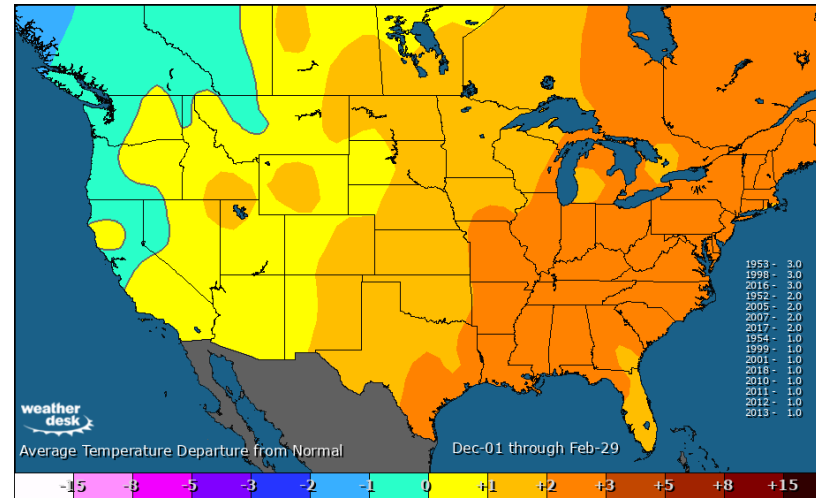 1953 - 3.0
1998 - 3.0
2016 - 3.0
1952 - 2.0
2005 - 2.0
2007 - 2.0
2017 - 2.0
1954 - 1.0
1999 - 1.0
2001 - 1.0
2018 - 1.0
2010 - 1.0
2011 - 1.0
2012 - 1.0
2013 - 1.0
weather
desk
Average Temperature Departure from Normal
Dec-01 through Feb-29
-15 -8 -5 -3 -2 -1 0 +1 +2 +3 +5 +8 +15